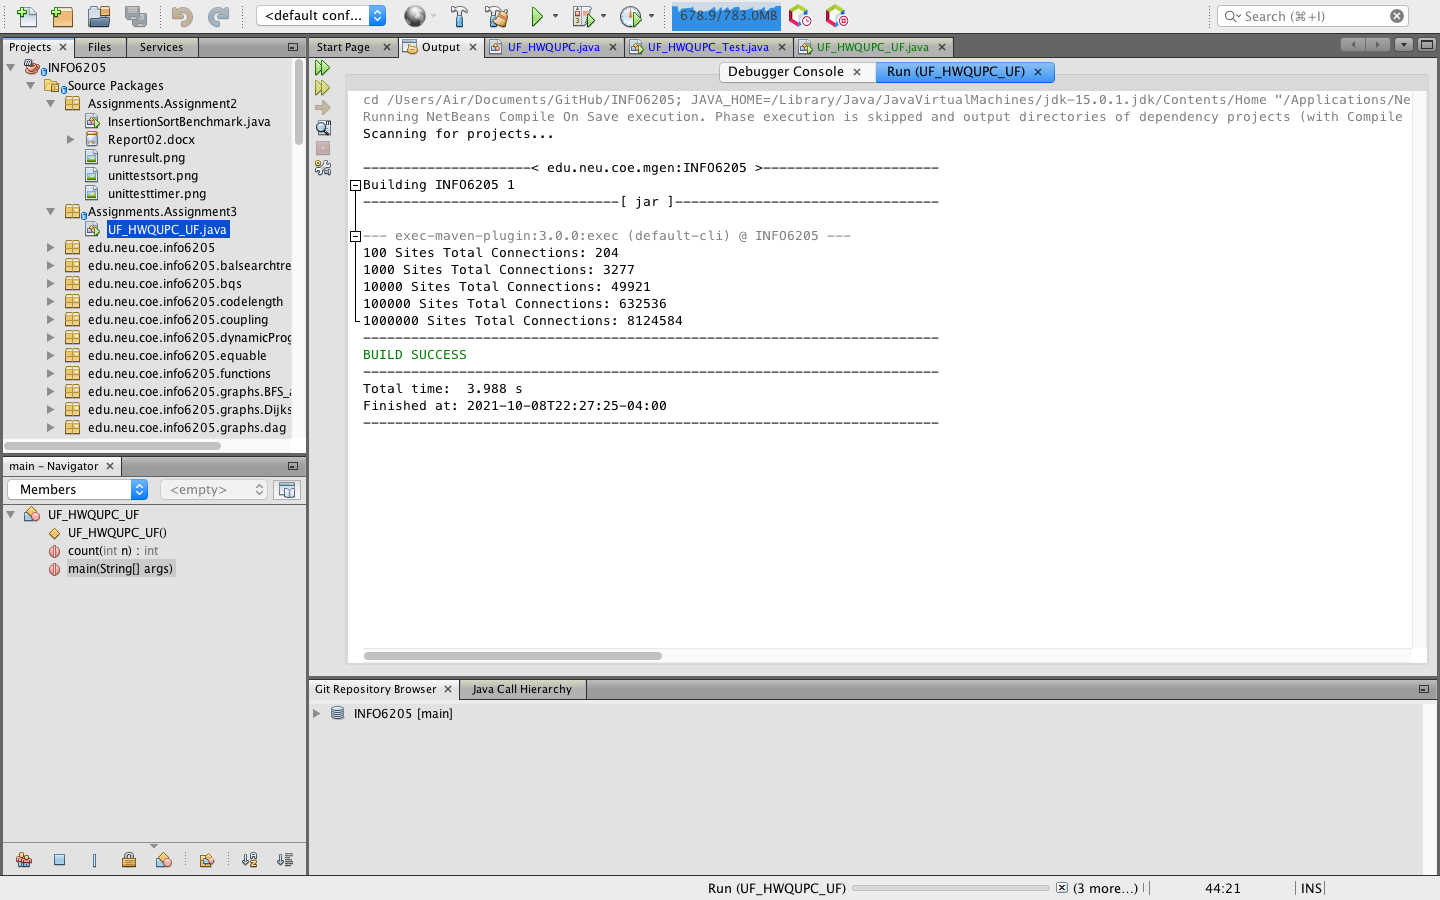 <default conf...
678.9/783.0MB
Search (⌘+I)
Projects
Files
Services
INFO6205
Source Packages
Assignments.Assignment2
InsertionSortBenchmark.java
Report02.docx
runresult.png
unittestsort.png
unittesttimer.png
Assignments.Assignment3
UF_HWQUPC_UF.java
edu.neu.coe.info6205
edu.neu.coe.info6205.balsearchtre
edu.neu.coe.info6205.bqs
edu.neu.coe.info6205.codelength
edu.neu.coe.info6205.coupling
edu.neu.coe.info6205.dynamicProg
edu.neu.coe.info6205.equable
edu.neu.coe.info6205.functions
edu.neu.coe.info6205.graphs.BFS_a
edu.neu.coe.info6205.graphs.Dijks
edu.neu.coe.info6205.graphs.dag
main - Navigator
Members
<empty>
UF_HWQUPC_UF
UF_HWQUPC_UF()
count(int n) : int
main(String[] args)
Start Page
Output
UF_HWQUPC.java
UF_HWQUPC_Test.java
UF_HWQUPC_UF.java
Debugger Console
Run (UF_HWQUPC_UF)
cd /Users/Air/Documents/GitHub/INFO6205; JAVA_HOME=/Library/Java/JavaVirtualMachines/jdk-15.0.1.jdk/Contents/Home "/Applications/Ne
Running NetBeans Compile On Save execution. Phase execution is skipped and output directories of dependency projects (with Compile
Scanning for projects...
---------------------< edu.neu.coe.mgen:INFO6205 >----------------------
Building INFO6205 1
--------------------------------[ jar ]---------------------------------
--- exec-maven-plugin:3.0.0:exec (default-cli) @ INFO6205 ---
100 Sites Total Connections: 204
1000 Sites Total Connections: 3277
10000 Sites Total Connections: 49921
100000 Sites Total Connections: 632536
1000000 Sites Total Connections: 8124584
------------------------------------------------------------------------
BUILD SUCCESS
------------------------------------------------------------------------
Total time:  3.988 s
Finished at: 2021-10-08T22:27:25-04:00
------------------------------------------------------------------------
Git Repository Browser
Java Call Hierarchy
INFO6205 [main]
Run (UF_HWQUPC_UF)
(3 more...)
44:21
INS